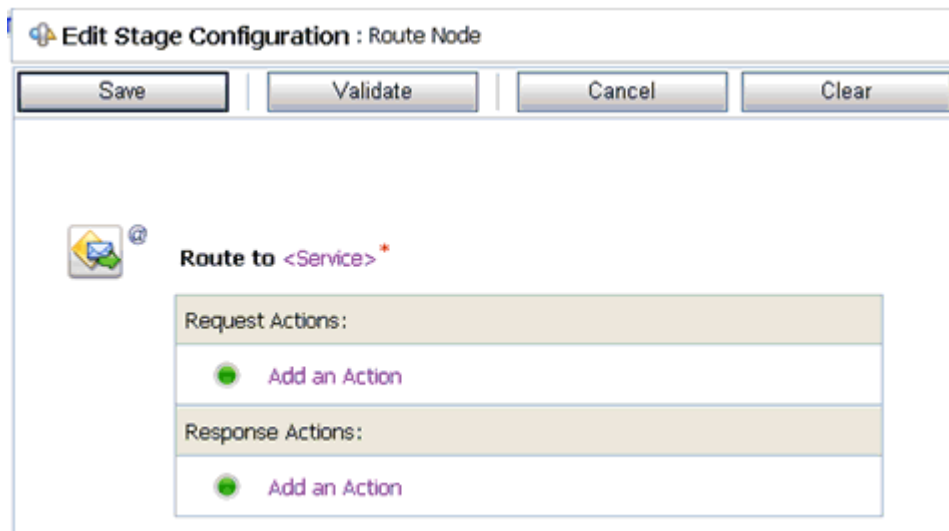 Edit Stage Configuration : Route Node
Save Validate Cancel Clear
@
Route to <Service>*
Request Actions:
Add an Action
Response Actions:
Add an Action